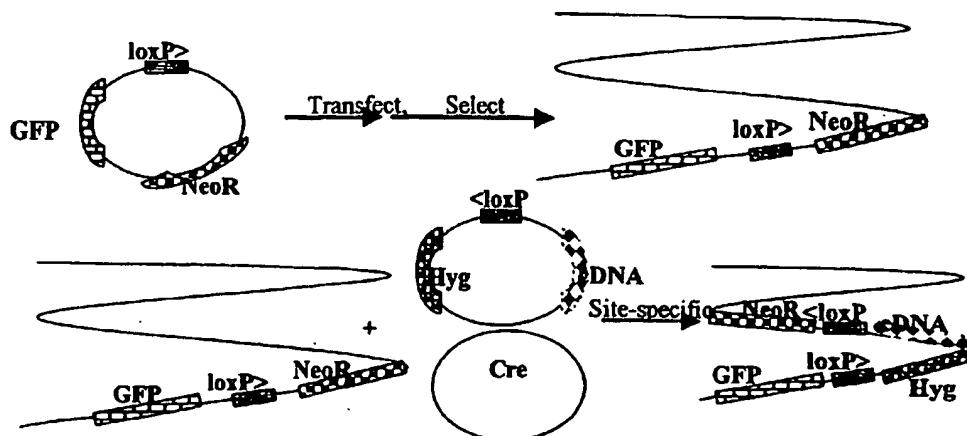 loxP>
GFP
NeoR
Transfect, Select
GFP
loxP>
NeoR
<loxP
Hyg
cDNA
+
Cre
GFP
loxP>
NeoR
Site-specific
NeoR
<loxP
cDNA
GFP
loxP>
Hyg